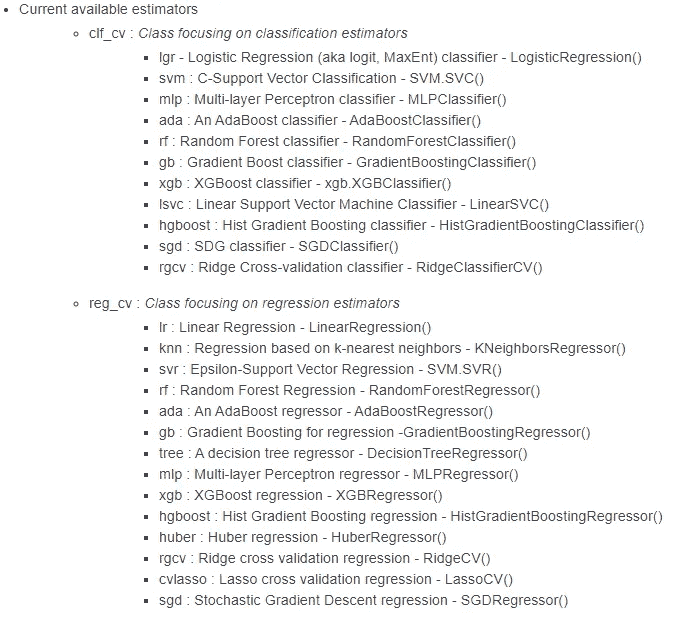 Current available estimators
clf_cv : Class focusing on classification estimators
lgr - Logistic Regression (aka logit, MaxEnt) classifier - LogisticRegression()
svm : C-Support Vector Classification - SVM.SVC()
mlp : Multi-layer Perceptron classifier - MLPClassifier()
ada : An AdaBoost classifier - AdaBoostClassifier()
rf : Random Forest classifier - RandomForestClassifier()
gb : Gradient Boost classifier - GradientBoostingClassifier()
xgb : XGBoost classifier - xgb.XGBClassifier()
lsvc : Linear Support Vector Machine Classifier - LinearSVC()
hgboost : Hist Gradient Boosting classifier - HistGradientBoostingClassifier()
sgd : SDG classifier - SGDClassifier()
rgcv : Ridge Cross-validation classifier - RidgeClassifierCV()
reg_cv : Class focusing on regression estimators
lr : Linear Regression - LinearRegression()
knn : Regression based on k-nearest neighbors - KNeighborsRegressor()
svr : Epsilon-Support Vector Regression - SVM.SVR()
rf : Random Forest Regression - RandomForestRegressor()
ada : An AdaBoost regressor - AdaBoostRegressor()
gb : Gradient Boosting for regression -GradientBoostingRegressor()
tree : A decision tree regressor - DecisionTreeRegressor()
mlp : Multi-layer Perceptron regressor - MLPRegressor()
xgb : XGBoost regression - XGBRegressor()
hgboost : Hist Gradient Boosting regression - HistGradientBoostingRegressor()
huber : Huber regression - HuberRegressor()
rgcv : Ridge cross validation regression - RidgeCV()
cvlasso : Lasso cross validation regression - LassoCV()
sgd : Stochastic Gradient Descent regression - SGDRegressor()